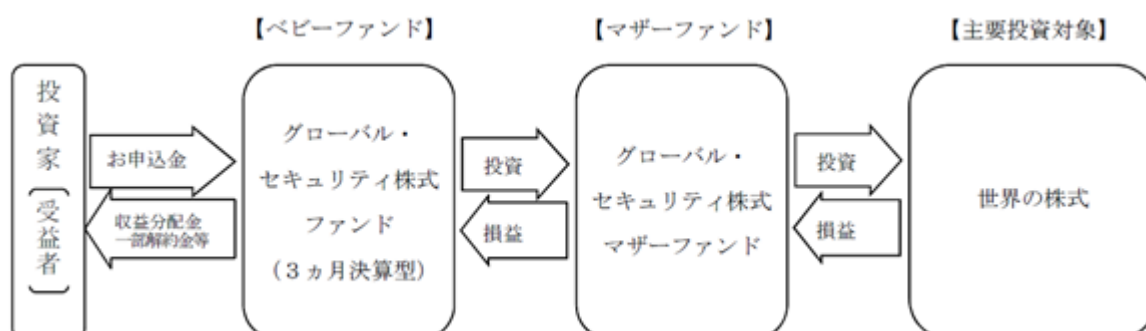 【ベビーファンド】
【マザーファンド】
【主要投資対象】
投資家
〔受益者〕
お申込金
収益分配金
一部解約金等
グローバル・
セキュリティ株式
ファンド
(3ヵ月決算型)
投資
損益
グローバル・
セキュリティ株式
マザーファンド
投資
損益
世界の株式